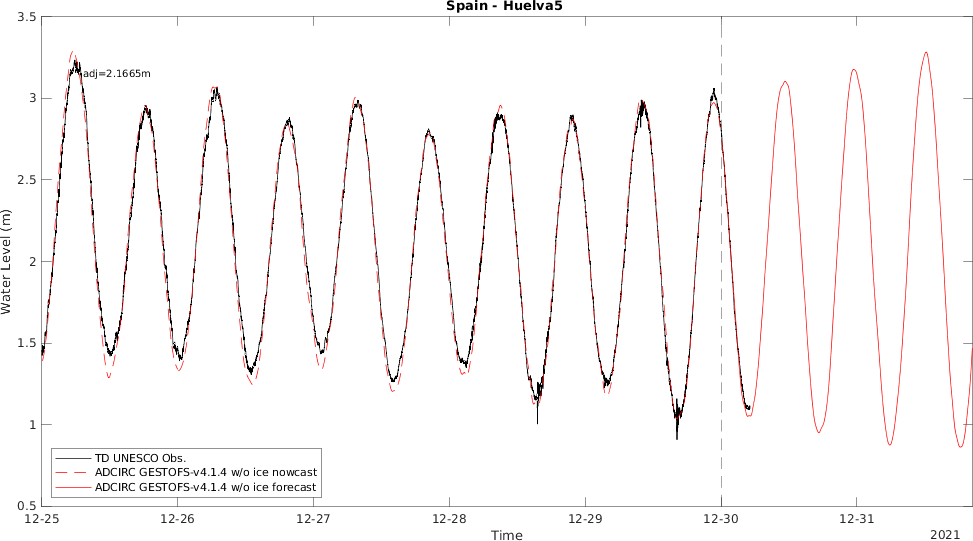 Spain - Huelva5
3.5
adj=2.1665m
3
2.5
2
Water Level (m)
1.5
1
TD UNESCO Obs.
ADCIRC GESTOFS-v4.1.4 w/o ice nowcast
ADCIRC GESTOFS-v4.1.4 w/o ice forecast
0.5
12-25 12-26 12-27 12-28 12-29 12-30 12-31
Time
2021